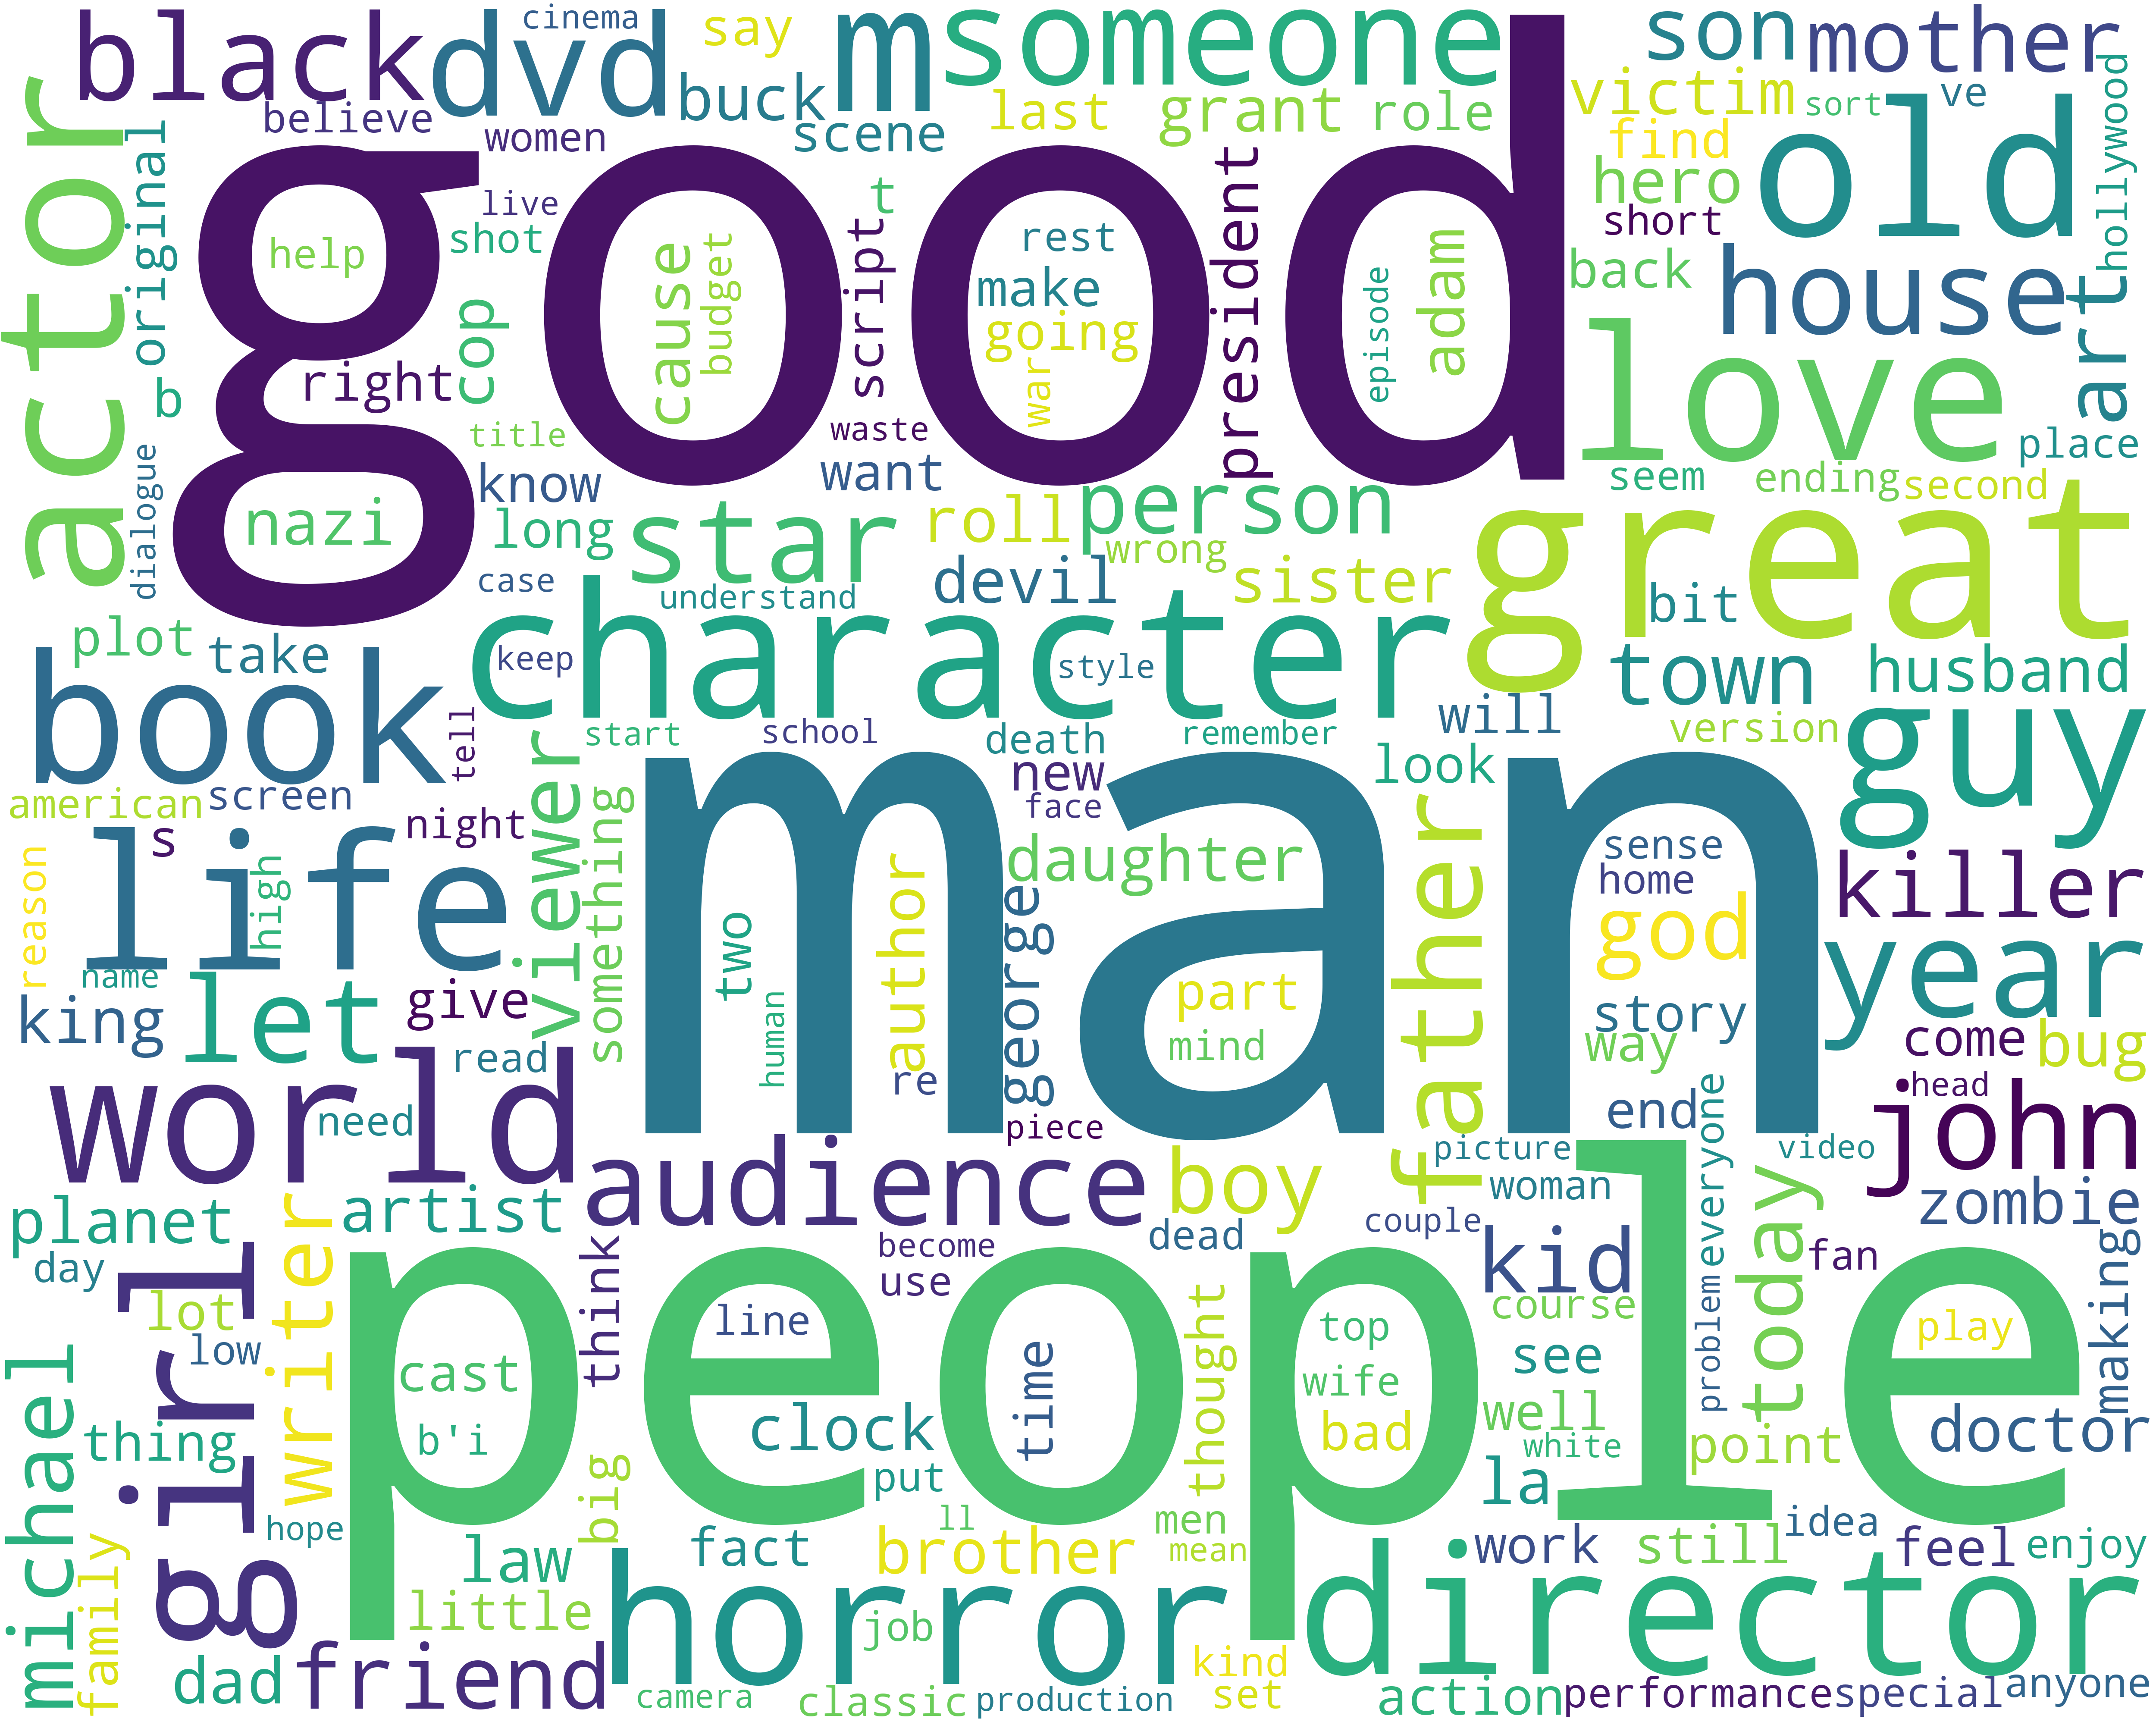 cinema
say
black
dvd
m
someone
son
mother
actor
believe
women
buck
scene
last
grant
role
victim
sort
ve
hollywood
original
good
find
hero
short
old
live
help
shot
t
cause
budget
script
rest
make
going
war
president
episode
adam
back
house
art
right
cop
b
title
waste
want
love
place
dialogue
nazi
know
long
star
roll
person
wrong
seem
ending
second
great
case
understand
devil
sister
bit
plot
take
book
keep
character
style
town
husband
tell
start
school
death
remember
will
version
guy
american
screen
new
face
look
life
s
night
viewer
something
man
daughter
father
sense
home
killer
reason
high
name
two
author
george
god
year
king
let
give
human
part
mind
story
way
come
bug
world
need
read
re
piece
end
everyone
head
john
audience
boy
picture
woman
video
zombie
planet
artist
day
girl
writer
become
use
dead
couple
kid
today
fan
making
lot
low
think
people
line
time
thought
top
wife
bad
course
see
problem
play
michael
thing
cast
b'i
big
clock
put
well
white
la
point
doctor
hope
ll
men
mean
idea
family
law
little
fact
brother
work
still
feel
enjoy
horror
job
director
dad
friend
camera
classic
production
kind
set
action
performance
special
anyone